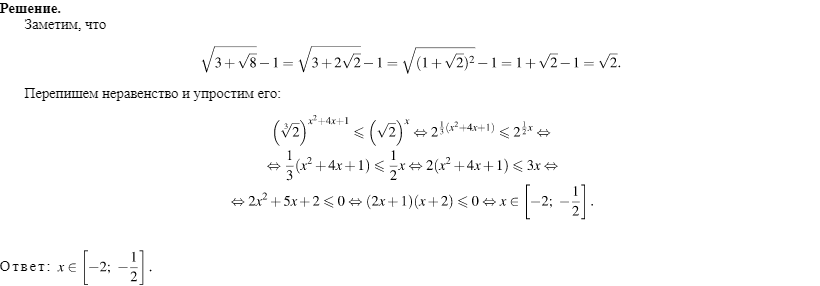 Решение.
Заметим, что
√(3+√8) − 1 = √(3+2√2) − 1 = √((1+√2)²) − 1 = 1+√2−1 = √2.
Перепишем неравенство и упростим его:
(∛2)^(x²+4x+1) ⩽ (√2)^x ⇔ 2^(1/3(x²+4x+1)) ⩽ 2^(1/2x) ⇔
⇔ 1/3(x²+4x+1) ⩽ 1/2x ⇔ 2(x²+4x+1) ⩽ 3x ⇔
⇔ 2x²+5x+2 ⩽ 0 ⇔ (2x+1)(x+2) ⩽ 0 ⇔ x ∈ [−2; −1/2].
Ответ: x ∈ [−2; −1/2].